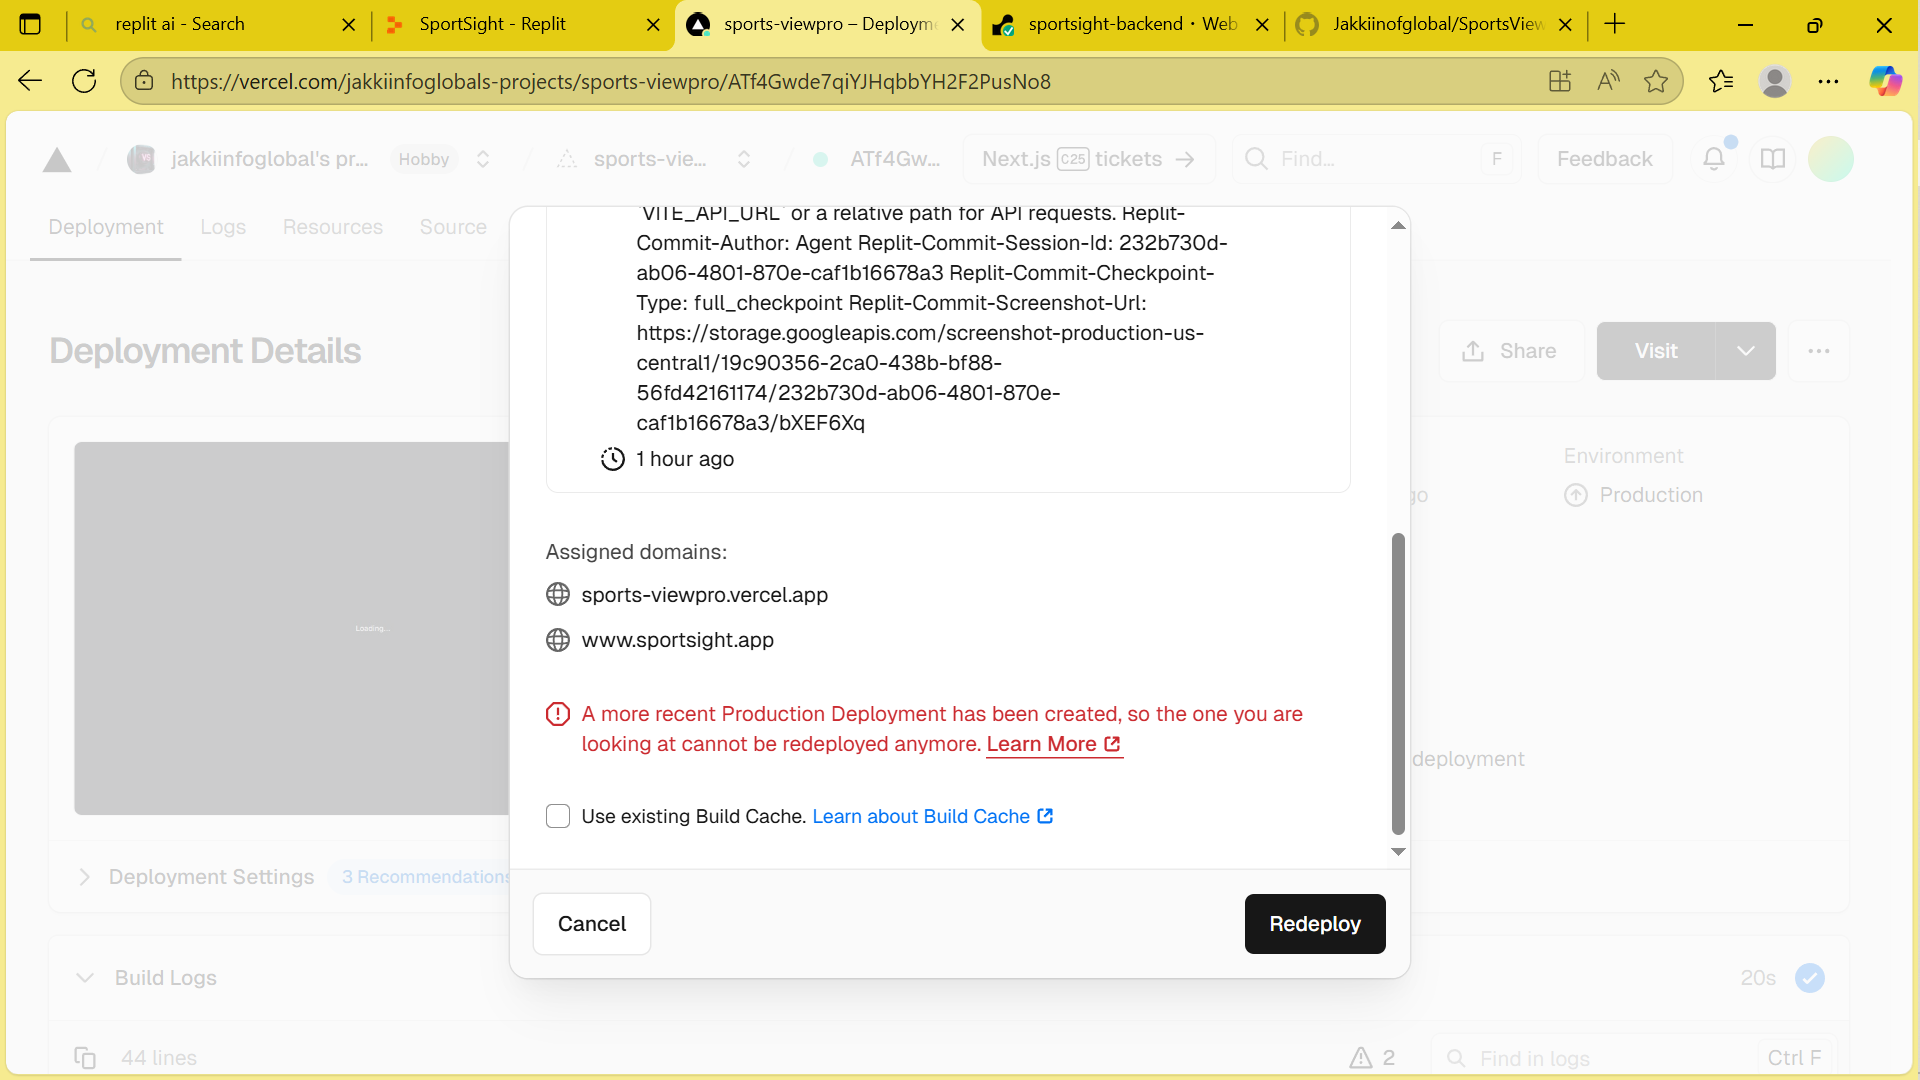 replit ai - Search
SportSight - Replit
sports-viewpro – Deployme
sportsight-backend · Web
Jakkiinofglobal/SportsView
https://vercel.com/jakkiinfoglobals-projects/sports-viewpro/ATf4Gwde7qiYJHqbbYH2F2PusNo8
jakkiinfoglobal's pr...
Hobby
sports-vie...
ATf4Gw...
Next.js C25 tickets →
Find...
F
Feedback
Deployment
Logs
Resources
Source
Deployment Details
Share
Visit
`VITE_API_URL` or a relative path for API requests. Replit-
Commit-Author: Agent Replit-Commit-Session-Id: 232b730d-
ab06-4801-870e-caf1b16678a3 Replit-Commit-Checkpoint-
Type: full_checkpoint Replit-Commit-Screenshot-Url:
https://storage.googleapis.com/screenshot-production-us-
central1/19c90356-2ca0-438b-bf88-
56fd42161174/232b730d-ab06-4801-870e-
caf1b16678a3/bXEF6Xq
1 hour ago
Loading...
go
Environment
Production
Assigned domains:
sports-viewpro.vercel.app
www.sportsight.app
A more recent Production Deployment has been created, so the one you are
looking at cannot be redeployed anymore. Learn More
deployment
Use existing Build Cache. Learn about Build Cache
Deployment Settings
3 Recommendations
Cancel
Redeploy
Build Logs
20s
44 lines
2
Find in logs
Ctrl F